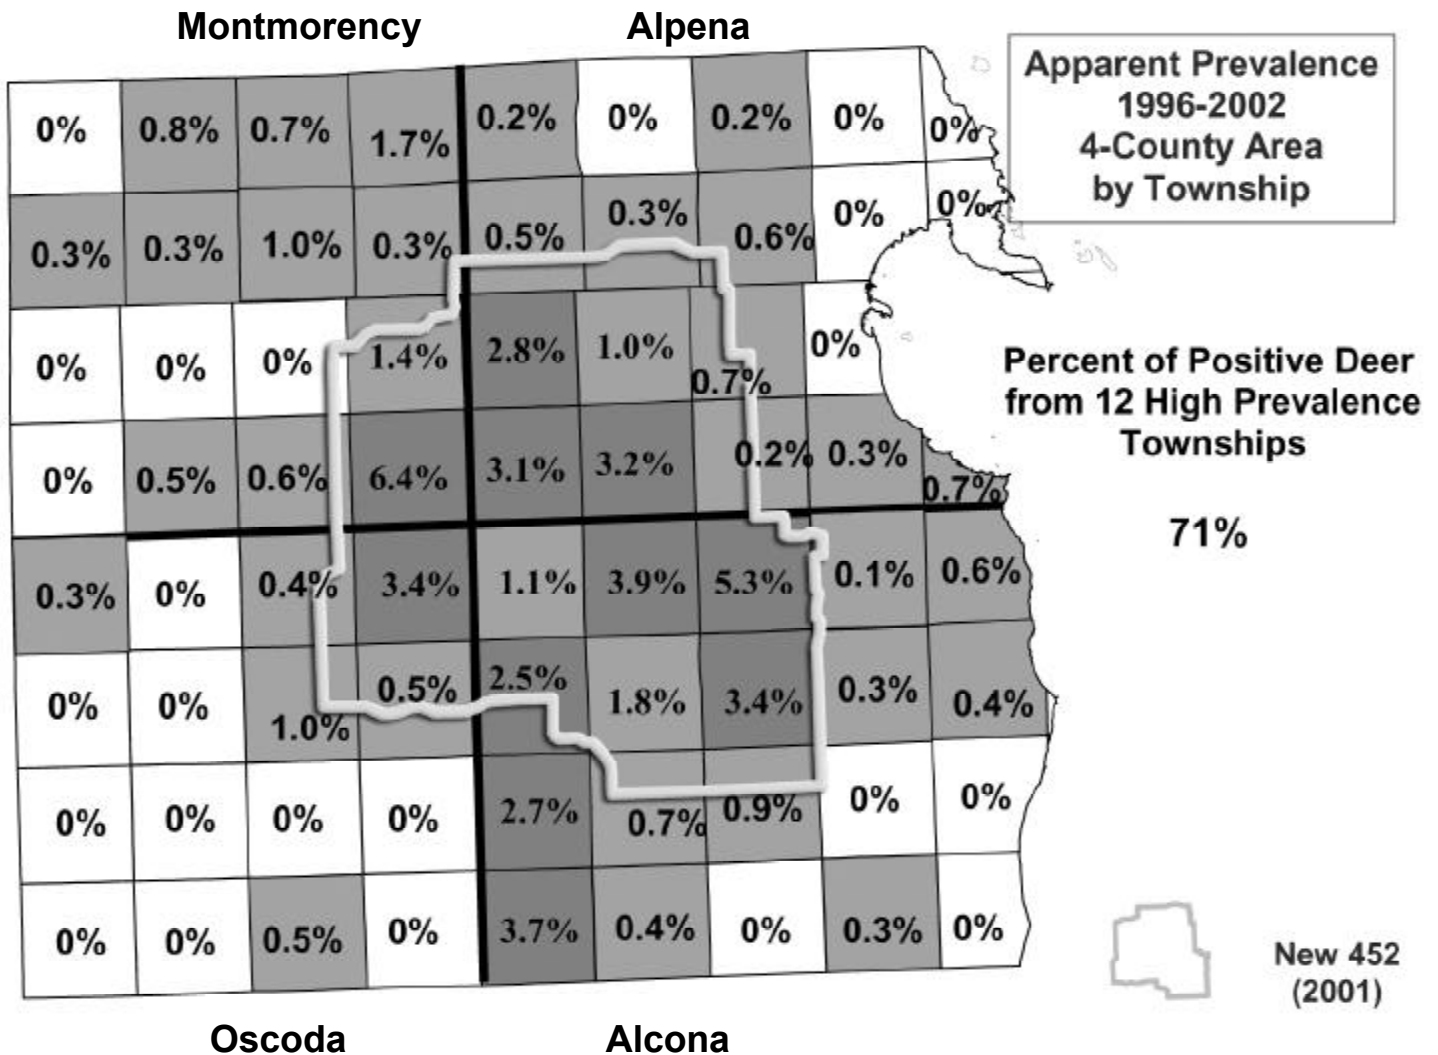 Montmorency Alpena
Apparent Prevalence
1996-2002
4-County Area
by Township
0% 0.8% 0.7% 1.7% 0.2% 0% 0.2% 0% 0%
0.3% 0.3% 1.0% 0.3% 0.5% 0.3% 0.6% 0% 0%
0% 0% 0% 1.4% 2.8% 1.0% 0.7% 0%
0% 0.5% 0.6% 6.4% 3.1% 3.2% 0.2% 0.3% 0.7%
0.3% 0% 0.4% 3.4% 1.1% 3.9% 5.3% 0.1% 0.6%
0% 0% 1.0% 0.5% 2.5% 1.8% 3.4% 0.3% 0.4%
0% 0% 0% 0% 2.7% 0.7% 0.9% 0% 0%
0% 0% 0.5% 0% 3.7% 0.4% 0% 0.3% 0%
Percent of Positive Deer
from 12 High Prevalence
Townships
71%
New 452
(2001)
Oscoda Alcona